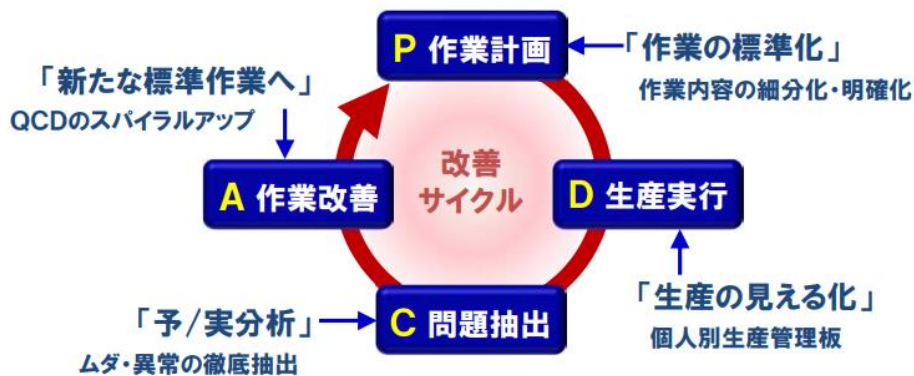 P 作業計画
「作業の標準化」
作業内容の細分化・明確化
「新たな標準作業へ」
QCDのスパイラルアップ
改善
サイクル
A 作業改善
D 生産実行
「生産の見える化」
個人別生産管理板
「予/実分析」
ムダ・異常の徹底抽出
C 問題抽出